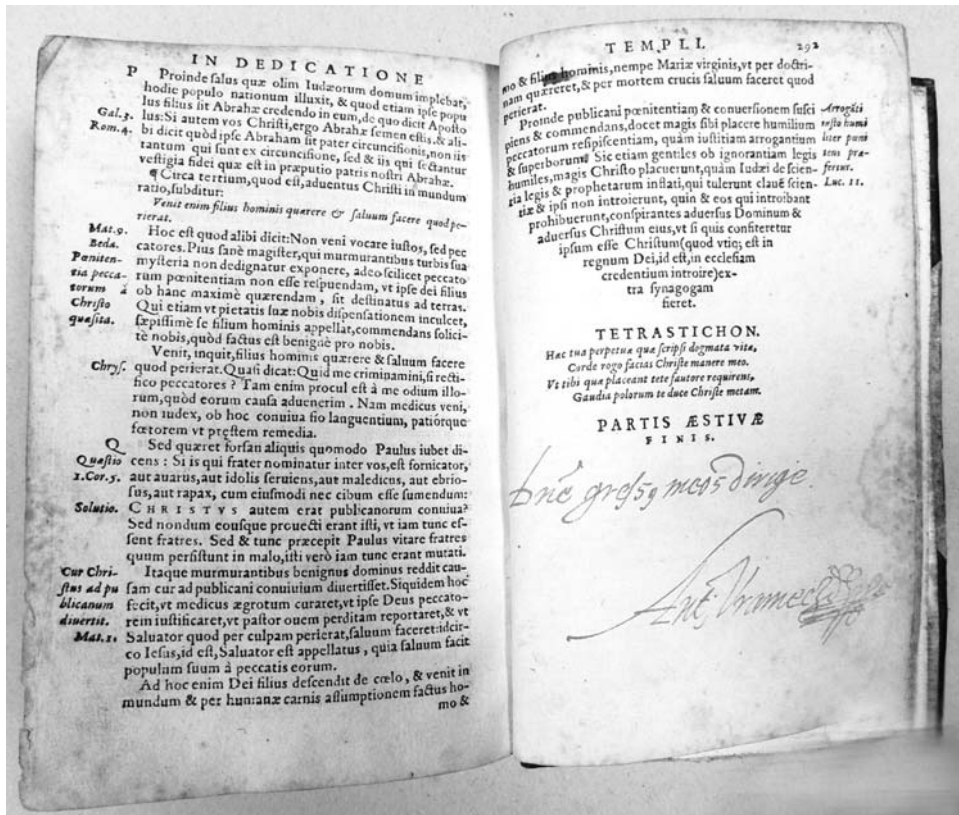 IN DEDICATIONE
P Proinde salus quæ olim Iudæorum domum implebat,
hodie populo nationum illuxit, & quod etiam ipse popu
lus filius sit Abrahæ credendo in eum, de quo dicit Aposto
Gal.3. lus:Si autem vos Christi, ergo Abrahæ semen estis. & ali-
Rom.4. bi dicit quòd ipse Abraham sit pater circuncisionis, non iis
tantum qui sunt ex circuncisione, sed & iis qui sectantur
vestigia fidei quæ est in præputio patris nostri Abrahæ.
¶ Circa tertium, quod est, aduentus Christi in mundum
ratio, subditur:
Venit enim filius hominis quærere & saluum facere quod pe-
rierat.
Mat.9. Hoc est quod alibi dicit:Non veni vocare iustos, sed pec
Beda. catores. Pius sanè magister, qui murmurantibus turbis sua
Pœniten- mysteria non dedignatur exponere, adeo scilicet peccato
tia pecca- rum pœnitentiam non esse respuendam, vt ipse dei filius
torum à ob hanc maximè quærendam, sit destinatus ad terras.
Christo Qui etiam vt pietatis suæ nobis dispensationem inculcet,
quæsita. sæpissimè se filium hominis appellat, commendans solici-
tè nobis, quòd factus est benignè pro nobis.
Venit, inquit, filius hominis quærere & saluum facere
Chrys. quod perierat. Quasi dicat:Quid me criminamini, si recti-
fico peccatores? Tam enim procul est à me odium illo-
rum, quòd eorum causa aduenerim. Nam medicus veni,
non iudex, ob hoc conuiua fio languentium, patiórque
fœtorem vt præstem remedia.
Q Sed quæret forsan aliquis quomodo Paulus iubet di-
Quæstio cens : Si is qui frater nominatur inter vos, est fornicator,
1.Cor.5. aut auarus, aut idolis seruiens, aut maledicus, aut ebrio-
sus, aut rapax, cum eiusmodi nec cibum esse sumendum:
Solutio. CHRISTVS autem erat publicanorum conuiua?
Sed nondum eousque prouecti erant isti, vt iam tunc es-
sent fratres. Sed & tunc præcepit Paulus vitare fratres
quum persistunt in malo, isti verò iam tunc erant mutati.
Cur Chri- Itaque murmurantibus benignus dominus reddit cau-
stus ad pu sam cur ad publicani conuiuium diuertisset. Siquidem hoc
blicanum fecit, vt medicus ægrotum curaret, vt ipse Deus peccato-
diuertit. rem iustificaret, vt pastor ouem perditam reportaret, & vt
Mat.1. Saluator quod per culpam perierat, saluum faceret: idcir-
co Iesus, id est, Saluator est appellatus, quia saluum facit
populum suum à peccatis eorum.
Ad hoc enim Dei filius descendit de cœlo, & venit in
mundum & per humanæ carnis assumptionem factus ho-
mo &
TEMPLI. 292
mo & filius hominis, nempe Mariæ virginis, vt per doctri-
nam quæreret, & per mortem crucis saluum faceret quod
perierat.
Proinde publicani pœnitentiam & conuersionem susci Arrogāti
piens & commendans, docet magis sibi placere humilium iusto humi
peccatorum respiscentiam, quàm iustitiam arrogantium liter pœni
& superborum. Sic etiam gentiles ob ignorantiam legis tens præ-
humiles, magis Christo placuerunt, quàm Iudæi de scien- fertur.
tia legis & prophetarum inflati, qui tulerunt clauē scien- Luc. 11.
tiæ & ipsi non introierunt, quin & eos qui introibant
prohibuerunt, conspirantes aduersus Dominum &
aduersus Christum eius, vt si quis confiteretur
ipsum esse Christum (quod vtiq; est in
regnum Dei, id est, in ecclesiam
credentium introire) ex-
tra synagogam
fieret.
TETRASTICHON.
Hæc tua perpetuæ quæ scripsi dogmata vitæ,
Corde rogo facias Christe manere meo.
Vt tibi quæ placeant tete fautore requirens,
Gaudia polorum te duce Christe metam.
PARTIS ÆSTIVÆ
FINIS.
meos dirige.
Ant. Vramecz